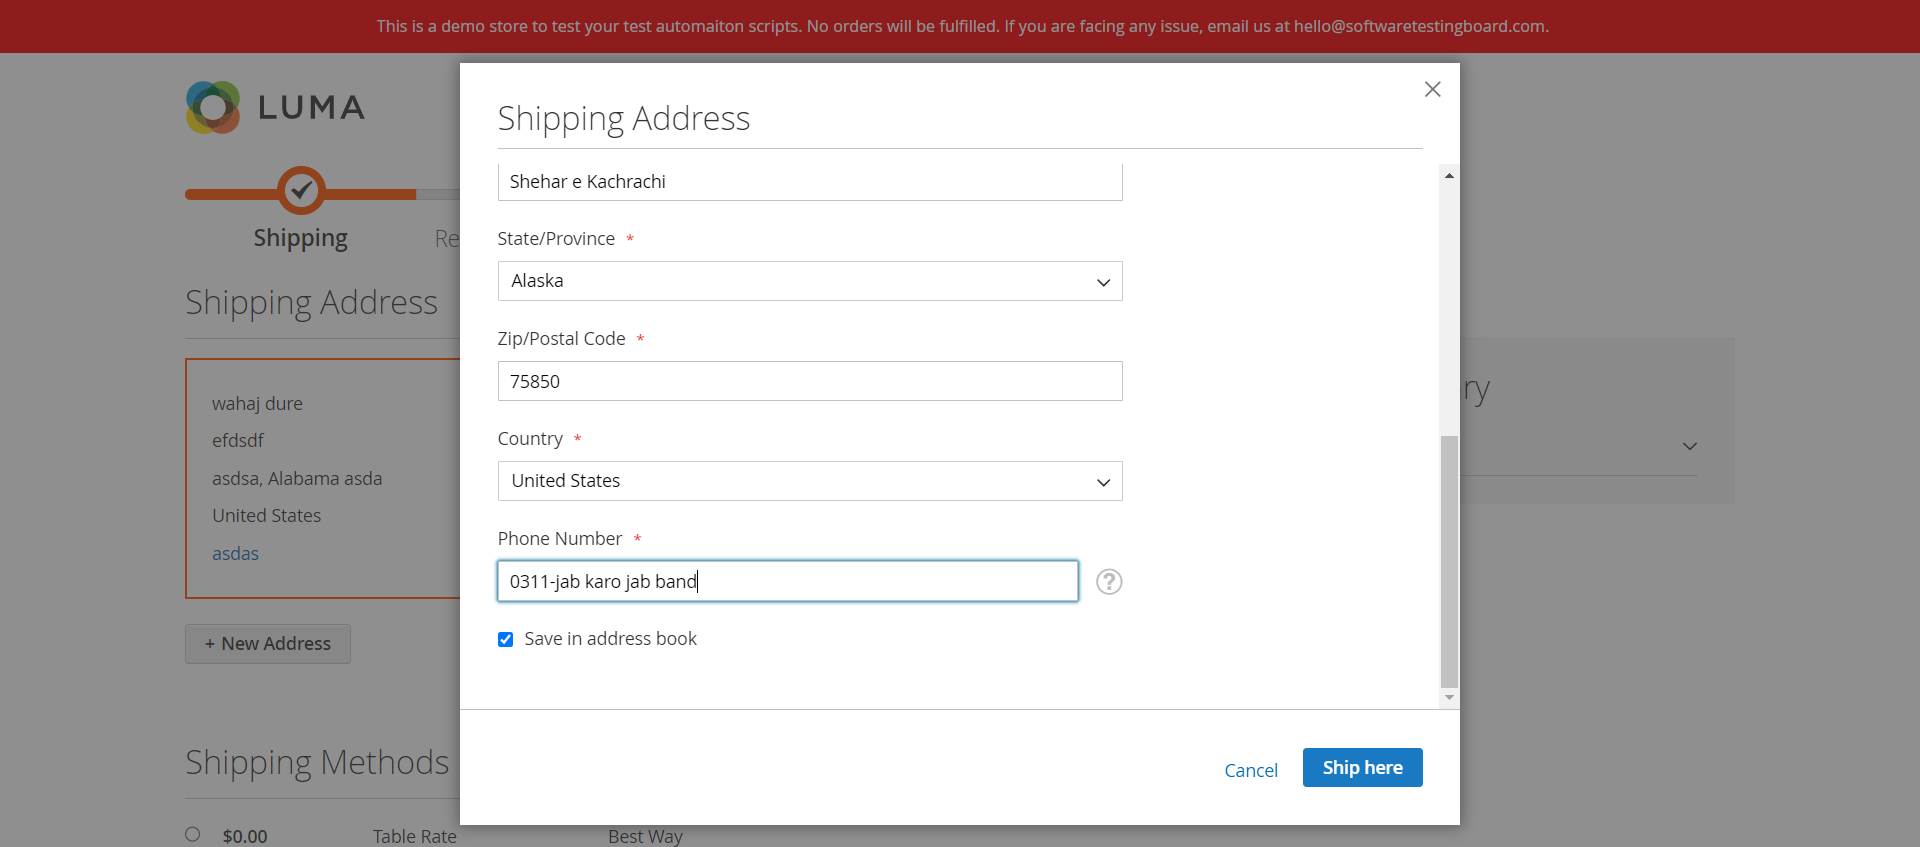 This is a demo store to test your test automaiton scripts. No orders will be fulfilled. If you are facing any issue, email us at hello@softwaretestingboard.com.
LUMA
Shipping
Re
Shipping Address
wahaj dure
efdsdf
asdsa, Alabama asda
United States
asdas
+ New Address
Shipping Methods
$0.00 Table Rate Best Way
Shipping Address
Shehar e Kachrachi
State/Province *
Alaska
Zip/Postal Code *
75850
Country *
United States
Phone Number *
0311-jab karo jab band
?
Save in address book
Cancel Ship here
ry